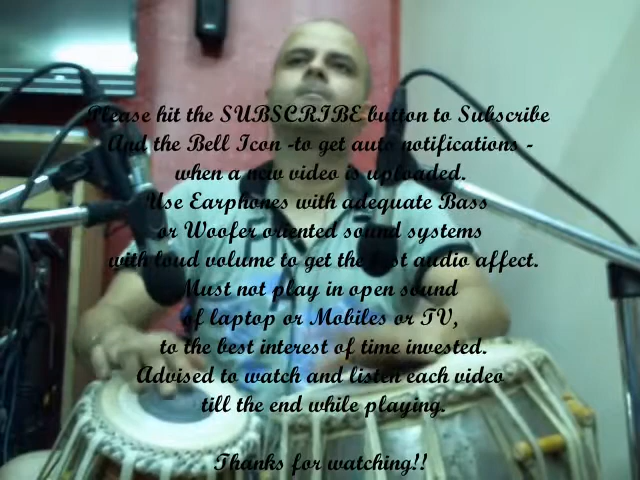 Please hit the SUBSCRIBE button to Subscribe
And the Bell Icon -to get auto notifications -
when a new video is uploaded.
Use Earphones with adequate Bass
or Woofer oriented sound systems
with loud volume to get the best audio affect.
Must not play in open sound
of laptop or Mobiles or TV,
to the best interest of time invested.
Advised to watch and listen each video
till the end while playing.
Thanks for watching!!